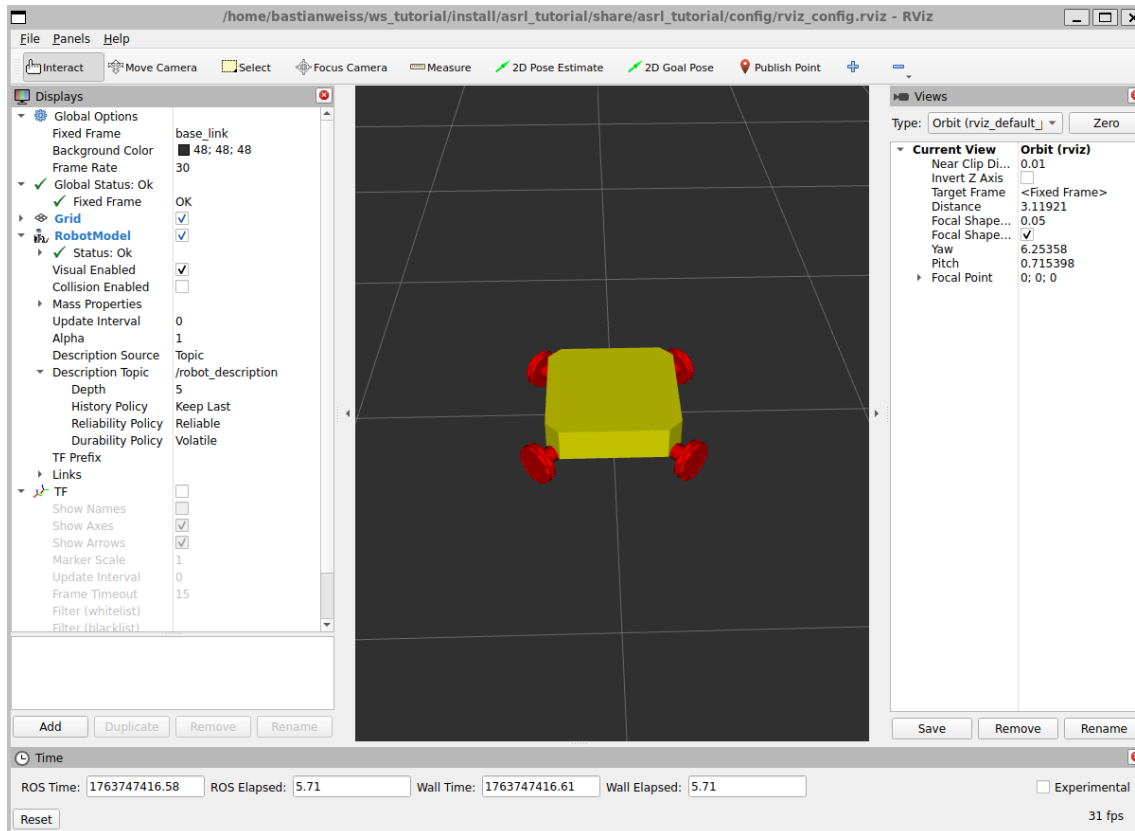 /home/bastianweiss/ws_tutorial/install/asrl_tutorial/share/asrl_tutorial/config/rviz_config.rviz - RViz
File Panels Help
Interact Move Camera Select Focus Camera Measure 2D Pose Estimate 2D Goal Pose Publish Point
Displays
Global Options
Fixed Frame base_link
Background Color 48; 48; 48
Frame Rate 30
Global Status: Ok
Fixed Frame OK
Grid
RobotModel
Status: Ok
Visual Enabled
Collision Enabled
Mass Properties
Update Interval 0
Alpha 1
Description Source Topic
Description Topic /robot_description
Depth 5
History Policy Keep Last
Reliability Policy Reliable
Durability Policy Volatile
TF Prefix
Links
TF
Show Names
Show Axes
Show Arrows
Marker Scale 1
Update Interval 0
Frame Timeout 15
Filter (whitelist)
Filter (blacklist)
Add Duplicate Remove Rename
Views
Type: Orbit (rviz_default_ Zero
Current View Orbit (rviz)
Near Clip Di... 0.01
Invert Z Axis
Target Frame <Fixed Frame>
Distance 3.11921
Focal Shape... 0.05
Focal Shape...
Yaw 6.25358
Pitch 0.715398
Focal Point 0; 0; 0
Save Remove Rename
Time
ROS Time: 1763747416.58 ROS Elapsed: 5.71 Wall Time: 1763747416.61 Wall Elapsed: 5.71 Experimental
Reset 31 fps